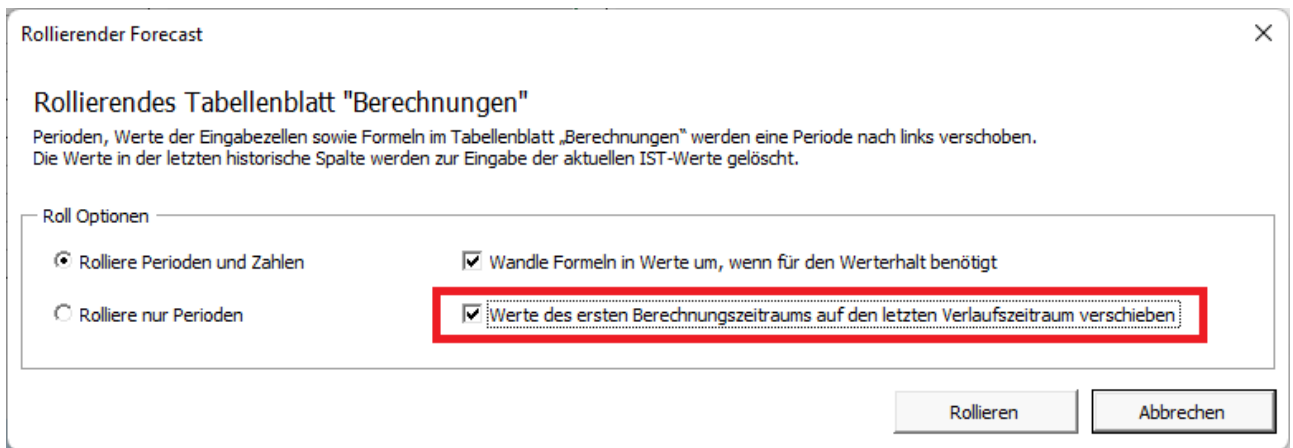 Rollierender Forecast
Rollierendes Tabellenblatt "Berechnungen"
Perioden, Werte der Eingabezellen sowie Formeln im Tabellenblatt „Berechnungen“ werden eine Periode nach links verschoben.
Die Werte in der letzten historische Spalte werden zur Eingabe der aktuellen IST-Werte gelöscht.
Roll Optionen
Rolliere Perioden und Zahlen
Wandle Formeln in Werte um, wenn für den Werterhalt benötigt
Rolliere nur Perioden
Werte des ersten Berechnungszeitraums auf den letzten Verlaufszeitraum verschieben
Rollieren
Abbrechen